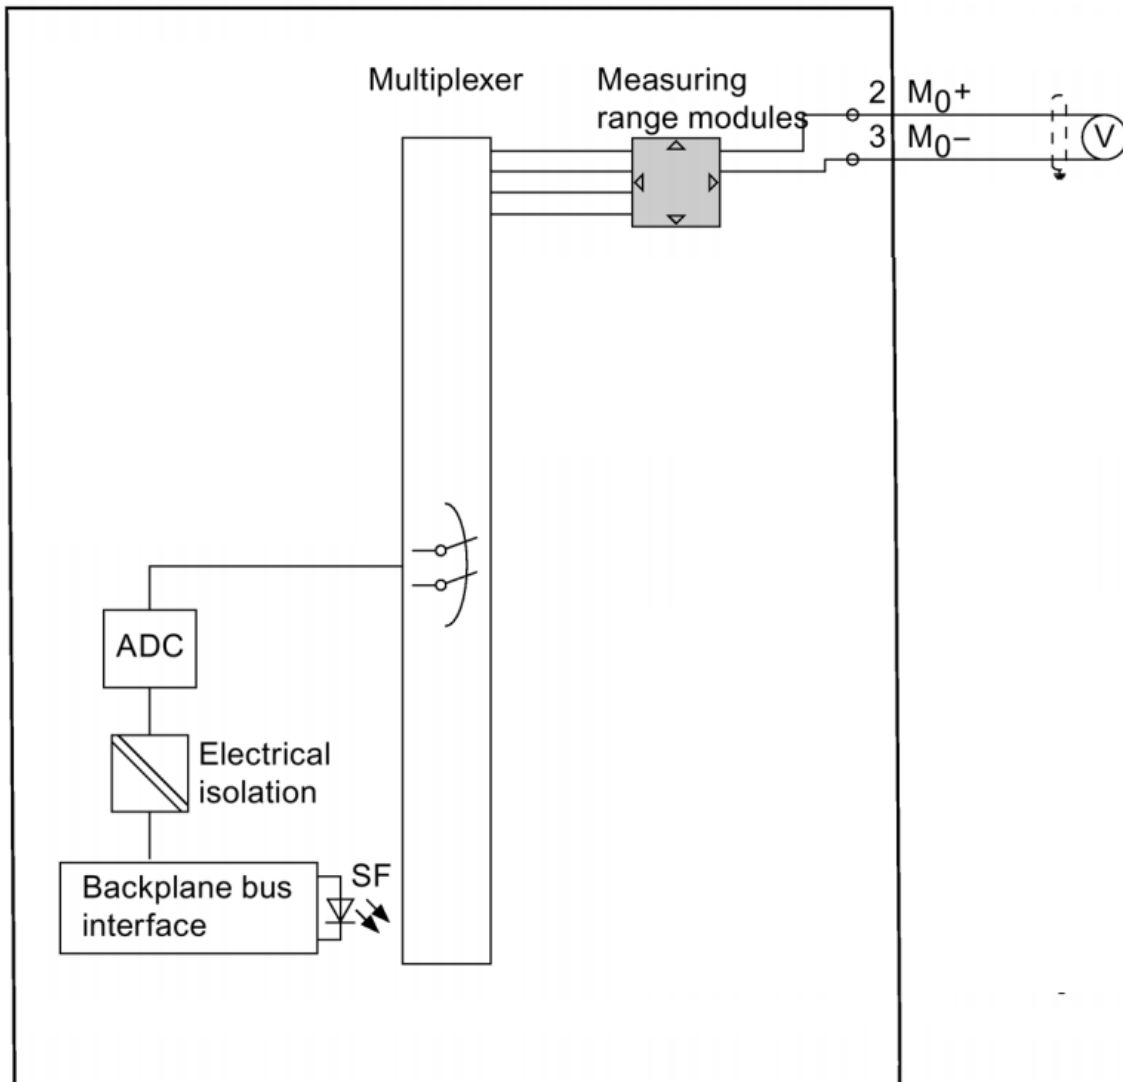 Multiplexer
Measuring
range modules
2 M0+
3 M0−
V
ADC
Electrical
isolation
SF
Backplane bus
interface